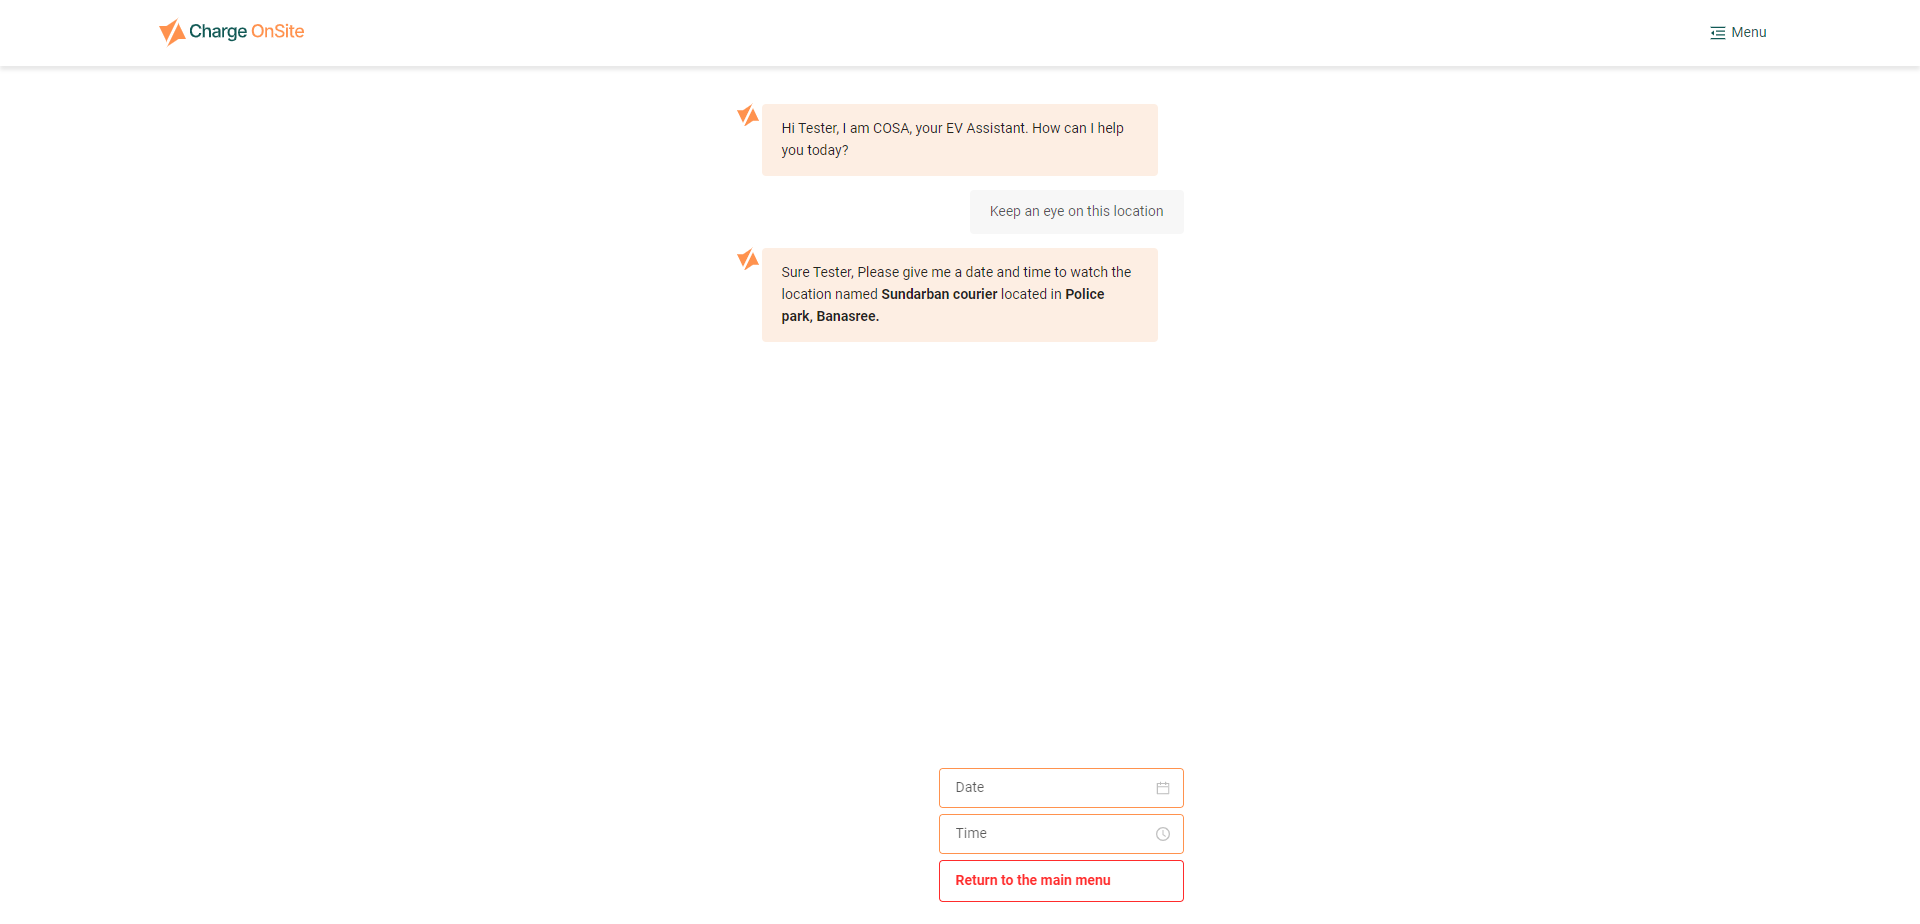 Charge OnSite
Menu
Hi Tester, I am COSA, your EV Assistant. How can I help
you today?
Keep an eye on this location
Sure Tester, Please give me a date and time to watch the
location named Sundarban courier located in Police
park, Banasree.
Date
Time
Return to the main menu